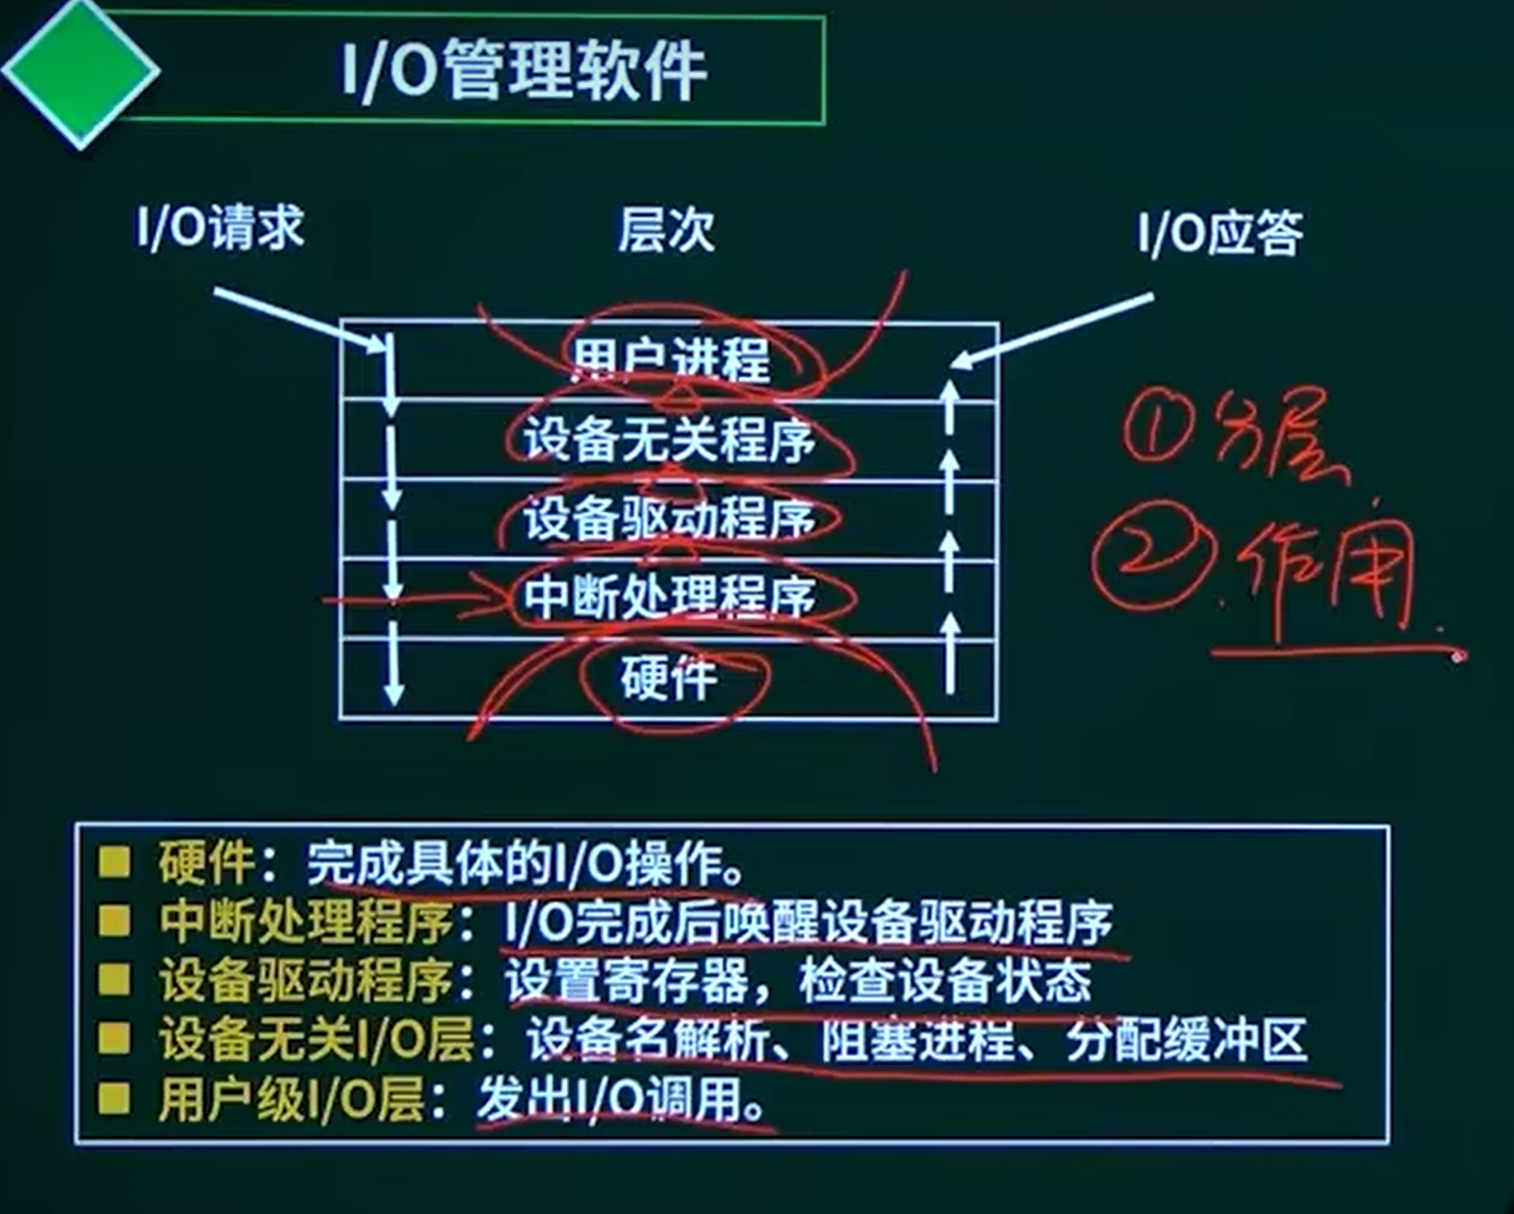 I/O管理软件
I/O请求
层次
I/O应答
用户进程
设备无关程序
设备驱动程序
中断处理程序
硬件
①分层
②作用
硬件：完成具体的I/O操作。
中断处理程序：I/O完成后唤醒设备驱动程序
设备驱动程序：设置寄存器，检查设备状态
设备无关I/O层：设备名解析、阻塞进程、分配缓冲区
用户级I/O层：发出I/O调用。